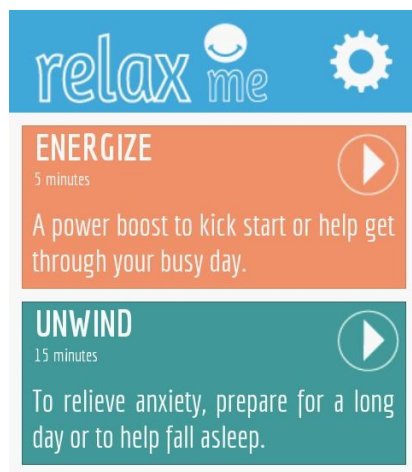 relax me
ENERGIZE
5 minutes
A power boost to kick start or help get
through your busy day.
UNWIND
15 minutes
To relieve anxiety, prepare for a long
day or to help fall asleep.